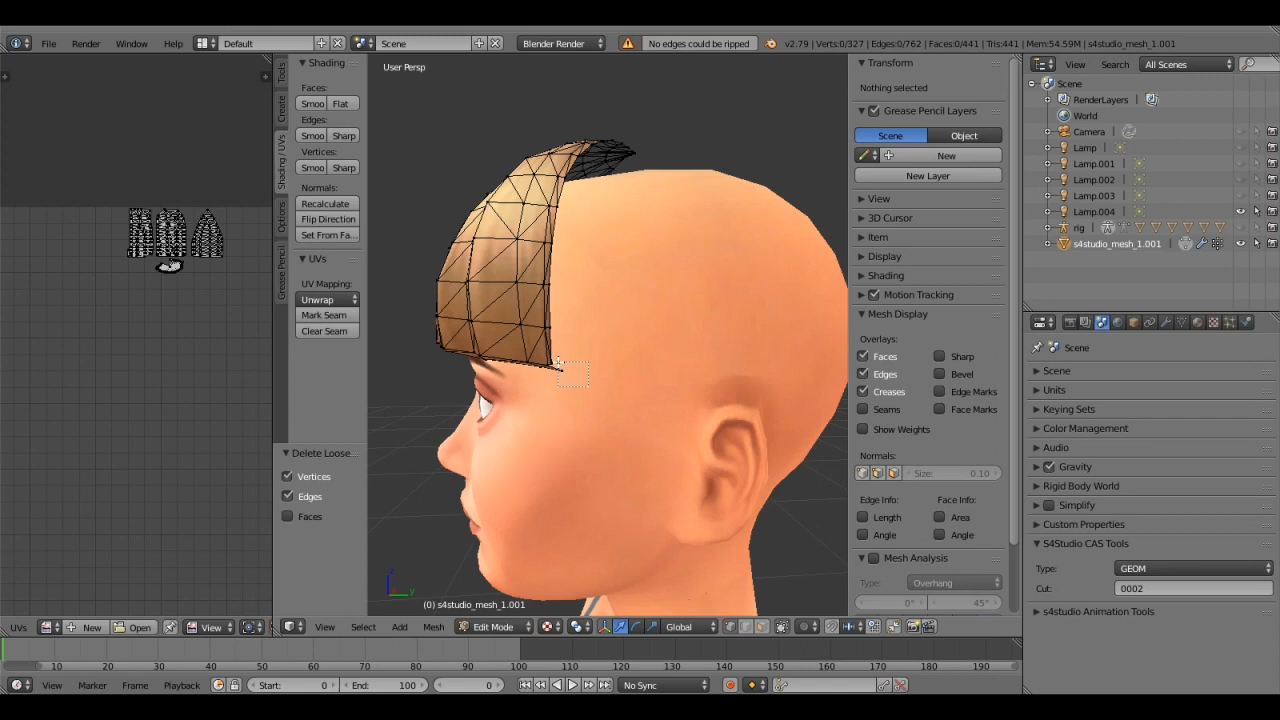 File Render Window Help Default Scene Blender Render No edges could be ripped v2.79 | Verts:0/327 | Edges:0/762 | Faces:0/441 | Tris:441 | Mem:54.59M | s4studio_mesh_1.001
Tools
Create
Shading / UVs
Options
Grease Pencil
Shading
Faces:
Smoo Flat
Edges:
Smoo Sharp
Vertices:
Smoo Sharp
Normals:
Recalculate
Flip Direction
Set From Fa...
UVs
UV Mapping:
Unwrap
Mark Seam
Clear Seam
Delete Loose...
Vertices
Edges
Faces
User Persp
z
y
(0) s4studio_mesh_1.001
Transform
Nothing selected
Grease Pencil Layers
Scene Object
New
New Layer
View
3D Cursor
Item
Display
Shading
Motion Tracking
Mesh Display
Overlays:
Faces Sharp
Edges Bevel
Creases Edge Marks
Seams Face Marks
Show Weights
Normals:
Size: 0.10
Edge Info: Face Info:
Length Area
Angle Angle
Mesh Analysis
Type: Overhang
0° 45°
View Search All Scenes
Scene
RenderLayers
World
Camera
Lamp
Lamp.001
Lamp.002
Lamp.003
Lamp.004
rig
s4studio_mesh_1.001
Scene
Scene
Units
Keying Sets
Color Management
Audio
Gravity
Rigid Body World
Simplify
Custom Properties
S4Studio CAS Tools
Type: GEOM
Cut: 0002
s4studio Animation Tools
UVs New Open View
View Select Add Mesh Edit Mode Global
10 20 30 40 50 60 70 80 90 100 110 120 130 140 150 160 170 180 190
View Marker Frame Playback Start: 0 End: 100 0 No Sync